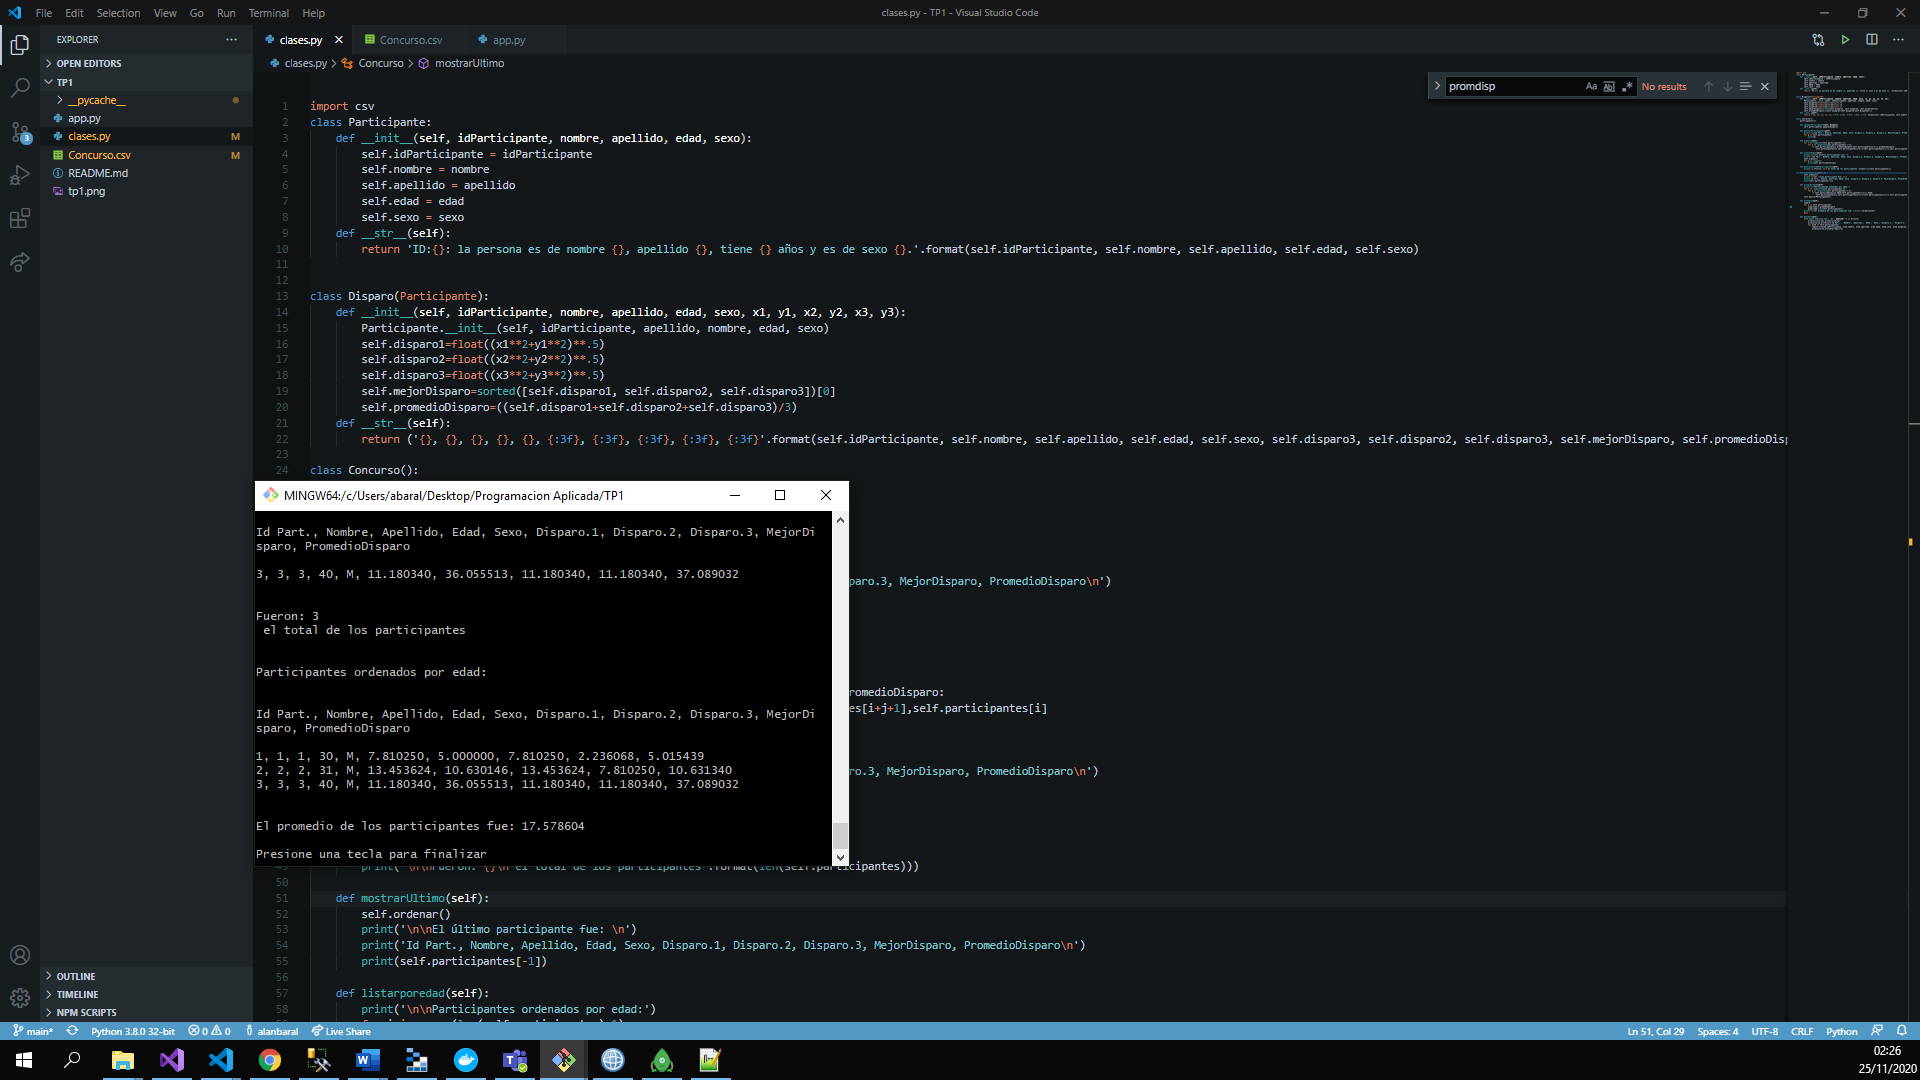 File Edit Selection View Go Run Terminal Help
clases.py - TP1 - Visual Studio Code
EXPLORER
OPEN EDITORS
TP1
__pycache__
app.py
clases.py M
Concurso.csv M
README.md
tp1.png
OUTLINE
TIMELINE
NPM SCRIPTS
3
clases.py Concurso.csv app.py
clases.py > Concurso > mostrarUltimo
promdisp Aa Ab .* No results
1 import csv
2 class Participante:
3 def __init__(self, idParticipante, nombre, apellido, edad, sexo):
4 self.idParticipante = idParticipante
5 self.nombre = nombre
6 self.apellido = apellido
7 self.edad = edad
8 self.sexo = sexo
9 def __str__(self):
10 return 'ID:{}: la persona es de nombre {}, apellido {}, tiene {} años y es de sexo {}.'.format(self.idParticipante, self.nombre, self.apellido, self.edad, self.sexo)
11
12
13 class Disparo(Participante):
14 def __init__(self, idParticipante, nombre, apellido, edad, sexo, x1, y1, x2, y2, x3, y3):
15 Participante.__init__(self, idParticipante, apellido, nombre, edad, sexo)
16 self.disparo1=float((x1**2+y1**2)**.5)
17 self.disparo2=float((x2**2+y2**2)**.5)
18 self.disparo3=float((x3**2+y3**2)**.5)
19 self.mejorDisparo=sorted([self.disparo1, self.disparo2, self.disparo3])[0]
20 self.promedioDisparo=((self.disparo1+self.disparo2+self.disparo3)/3)
21 def __str__(self):
22 return ('{}, {}, {}, {}, {}, {:3f}, {:3f}, {:3f}, {:3f}, {:3f}'.format(self.idParticipante, self.nombre, self.apellido, self.edad, self.sexo, self.disparo3, self.disparo2, self.disparo3, self.mejorDisparo, self.promedioDisp
23
24 class Concurso():
MINGW64:/c/Users/abaral/Desktop/Programacion Aplicada/TP1
Id Part., Nombre, Apellido, Edad, Sexo, Disparo.1, Disparo.2, Disparo.3, MejorDi
sparo, PromedioDisparo
3, 3, 3, 40, M, 11.180340, 36.055513, 11.180340, 11.180340, 37.089032
Fueron: 3
el total de los participantes
Participantes ordenados por edad:
Id Part., Nombre, Apellido, Edad, Sexo, Disparo.1, Disparo.2, Disparo.3, MejorDi
sparo, PromedioDisparo
1, 1, 1, 30, M, 7.810250, 5.000000, 7.810250, 2.236068, 5.015439
2, 2, 2, 31, M, 13.453624, 10.630146, 13.453624, 7.810250, 10.631340
3, 3, 3, 40, M, 11.180340, 36.055513, 11.180340, 11.180340, 37.089032
El promedio de los participantes fue: 17.578604
Presione una tecla para finalizar
paro.3, MejorDisparo, PromedioDisparo\n')
romedioDisparo:
es[i+j+1],self.participantes[i]
ro.3, MejorDisparo, PromedioDisparo\n')
print('\n\nFueron: {}\n el total de los participantes'.format(len(self.participantes)))
50
51 def mostrarUltimo(self):
52 self.ordenar()
53 print('\n\nEl último participante fue: \n')
54 print('Id Part., Nombre, Apellido, Edad, Sexo, Disparo.1, Disparo.2, Disparo.3, MejorDisparo, PromedioDisparo\n')
55 print(self.participantes[-1])
56
57 def listarporedad(self):
58 print('\n\nParticipantes ordenados por edad:')
main* Python 3.8.0 32-bit 0 0 alanbaral Live Share
Ln 51, Col 29 Spaces: 4 UTF-8 CRLF Python
02:26
25/11/2020